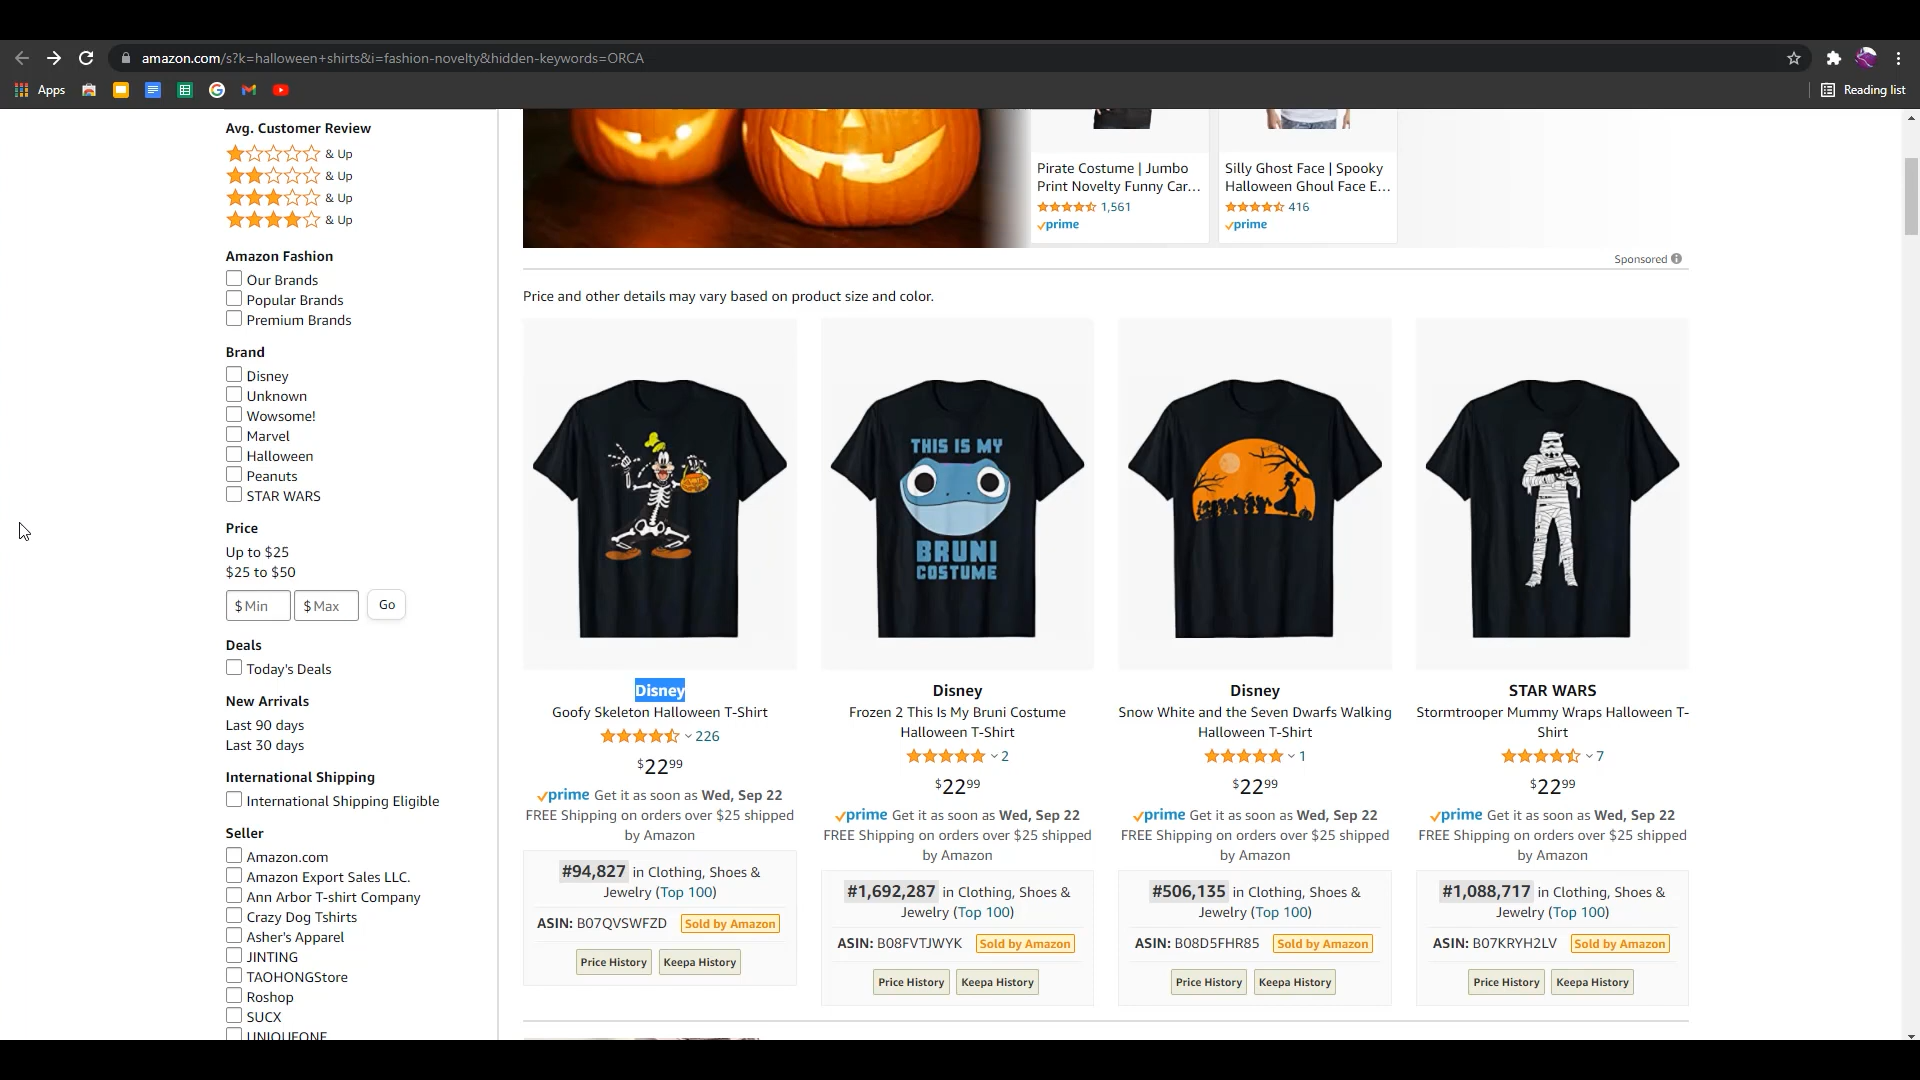 amazon.com/s?k=halloween+shirts&i=fashion-novelty&hidden-keywords=ORCA
Apps
Reading list
Avg. Customer Review
& Up
& Up
& Up
& Up
Amazon Fashion
Our Brands
Popular Brands
Premium Brands
Brand
Disney
Unknown
Wowsome!
Marvel
Halloween
Peanuts
STAR WARS
Price
Up to $25
$25 to $50
$ Min
$ Max
Go
Deals
Today's Deals
New Arrivals
Last 90 days
Last 30 days
International Shipping
International Shipping Eligible
Seller
Amazon.com
Amazon Export Sales LLC.
Ann Arbor T-shirt Company
Crazy Dog Tshirts
Asher's Apparel
JINTING
TAOHONGStore
Roshop
SUCX
UNIQUEONE
Pirate Costume | Jumbo
Print Novelty Funny Car...
1,561
prime
Silly Ghost Face | Spooky
Halloween Ghoul Face E...
416
prime
Sponsored
Price and other details may vary based on product size and color.
Disney
Goofy Skeleton Halloween T-Shirt
226
$22.99
prime Get it as soon as Wed, Sep 22
FREE Shipping on orders over $25 shipped
by Amazon
#94,827 in Clothing, Shoes &
Jewelry (Top 100)
ASIN: B07QVSWFZD Sold by Amazon
Price History Keepa History
THIS IS MY
BRUNI
COSTUME
Disney
Frozen 2 This Is My Bruni Costume
Halloween T-Shirt
2
$22.99
prime Get it as soon as Wed, Sep 22
FREE Shipping on orders over $25 shipped
by Amazon
#1,692,287 in Clothing, Shoes &
Jewelry (Top 100)
ASIN: B08FVTJWYK Sold by Amazon
Price History Keepa History
Disney
Snow White and the Seven Dwarfs Walking
Halloween T-Shirt
1
$22.99
prime Get it as soon as Wed, Sep 22
FREE Shipping on orders over $25 shipped
by Amazon
#506,135 in Clothing, Shoes &
Jewelry (Top 100)
ASIN: B08D5FHR85 Sold by Amazon
Price History Keepa History
STAR WARS
Stormtrooper Mummy Wraps Halloween T-
Shirt
7
$22.99
prime Get it as soon as Wed, Sep 22
FREE Shipping on orders over $25 shipped
by Amazon
#1,088,717 in Clothing, Shoes &
Jewelry (Top 100)
ASIN: B07KRYH2LV Sold by Amazon
Price History Keepa History